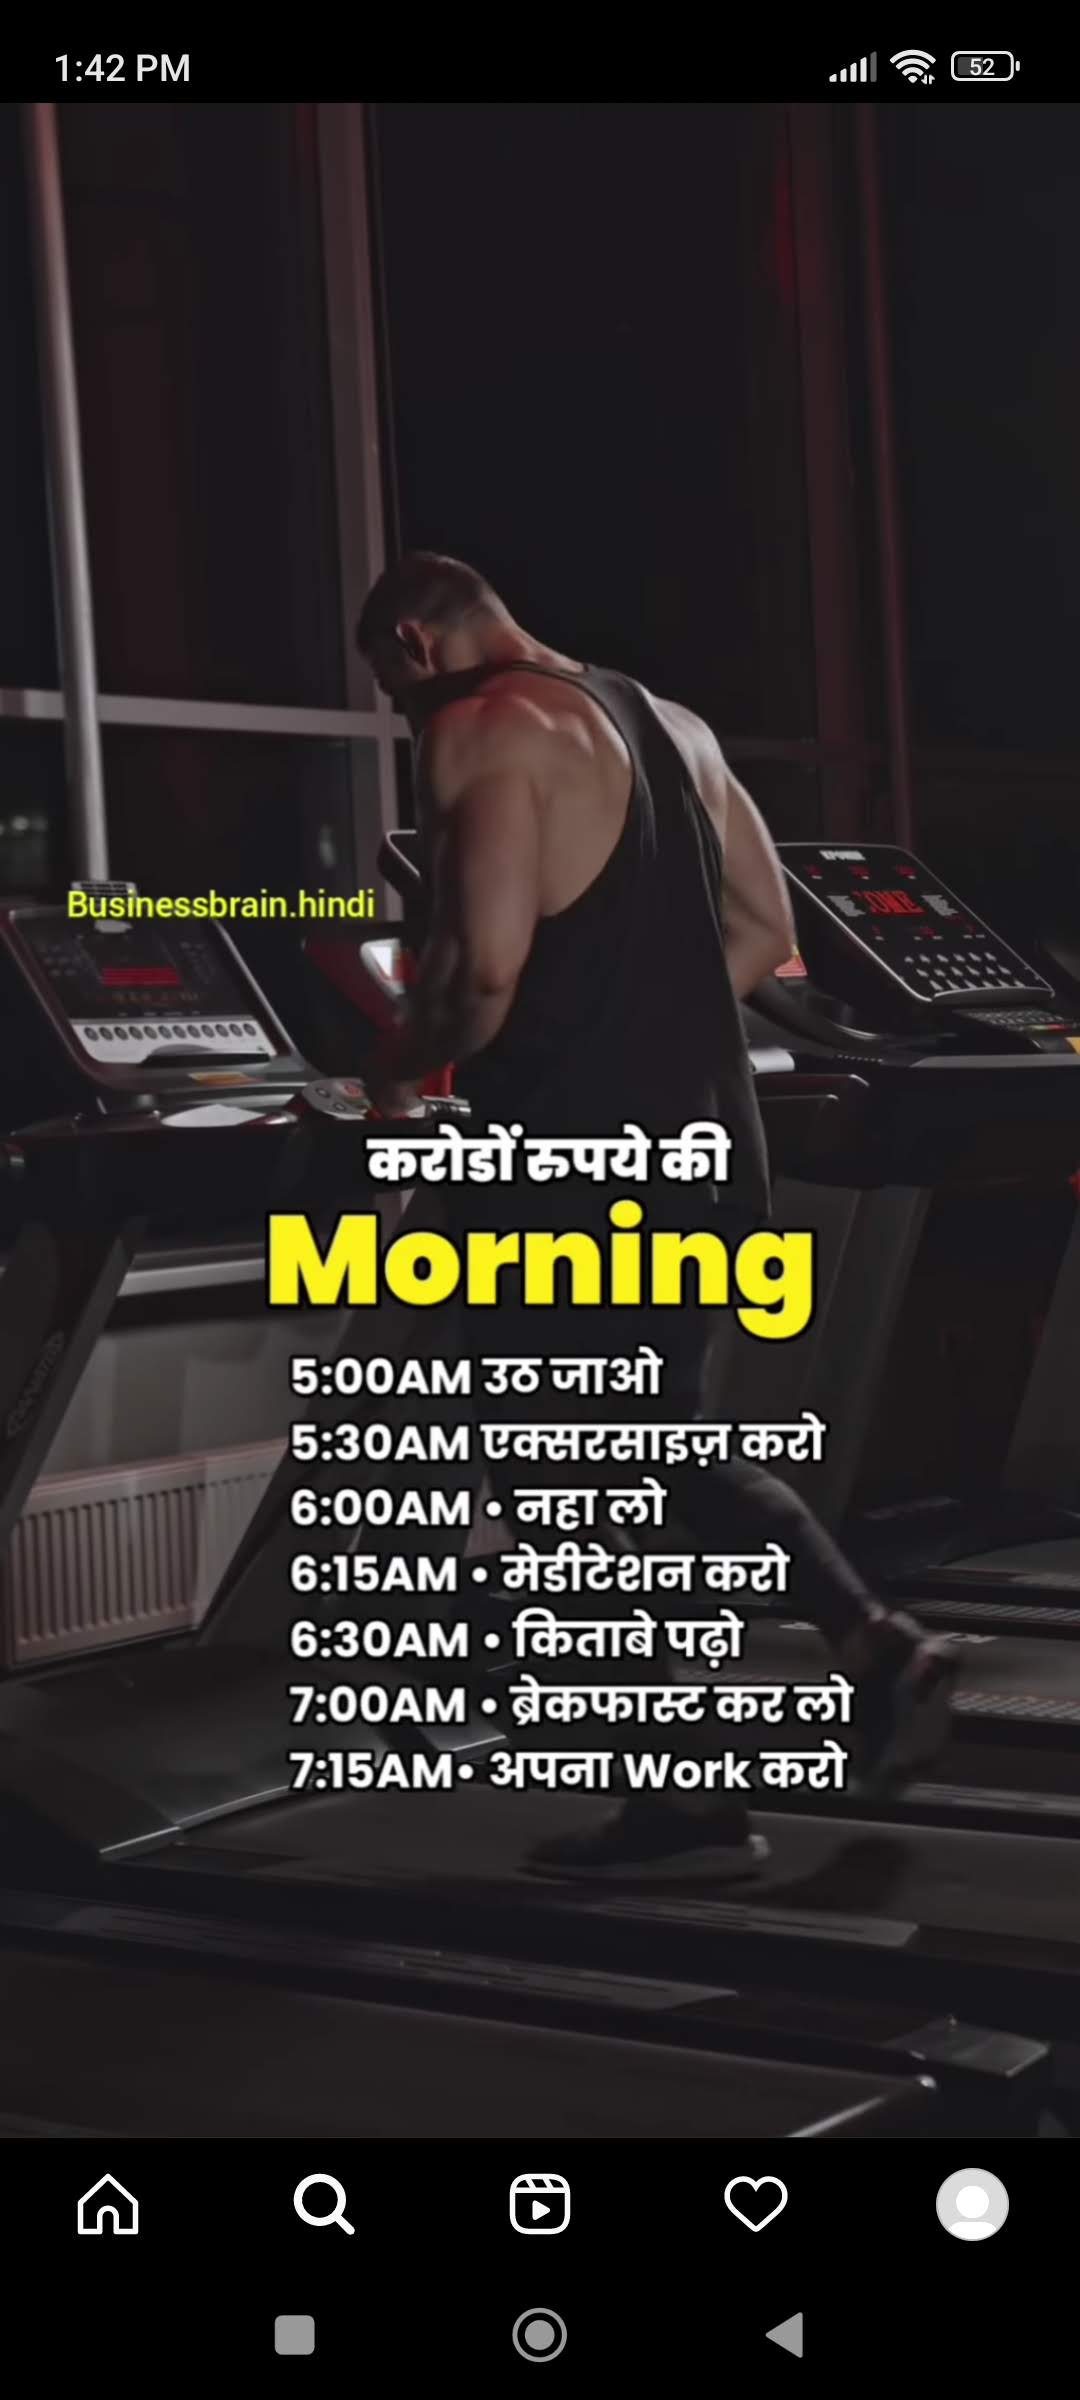 1:42 PM
52
Businessbrain.hindi
करोडों रुपये की
Morning
5:00AM उठ जाओ
5:30AM एक्सरसाइज़ करो
6:00AM • नहा लो
6:15AM • मेडीटेशन करो
6:30AM • किताबे पढ़ो
7:00AM • ब्रेकफास्ट कर लो
7:15AM• अपना Work करो